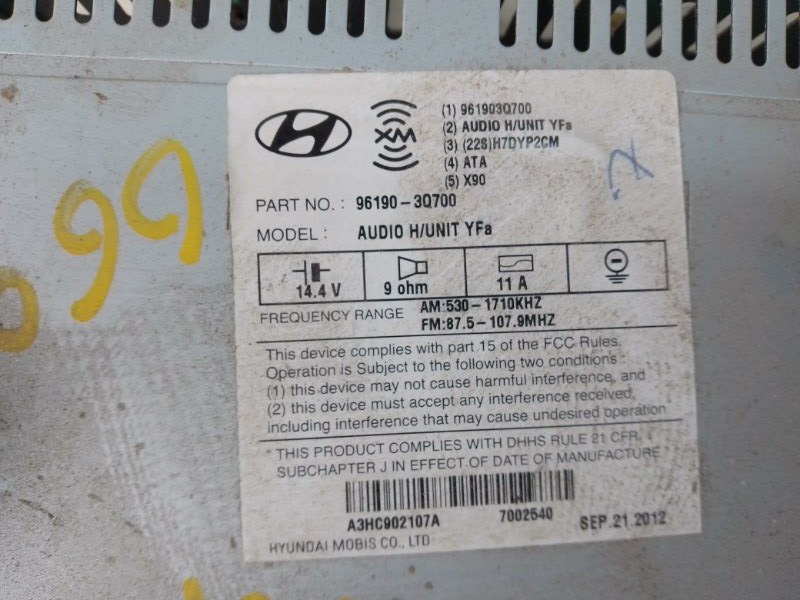 XM
(1) 961903Q700
(2) AUDIO H/UNIT YFa
(3) (228)H7DYP2CM
(4) ATA
(5) X90
PART NO. : 96190-3Q700
MODEL : AUDIO H/UNIT YFa
14.4 V 9 ohm 11 A
FREQUENCY RANGE AM:530-1710KHZ
FM:87.5-107.9MHZ
This device complies with part 15 of the FCC Rules.
Operation is Subject to the following two conditions :
(1) this device may not cause harmful interference, and
(2) this device must accept any interference received,
including interference that may cause undesired operation
* THIS PRODUCT COMPLIES WITH DHHS RULE 21 CFR
SUBCHAPTER J IN EFFECT OF DATE OF MANUFACTURE *
A3HC902107A 7002540 SEP.21.2012
HYUNDAI MOBIS CO., LTD